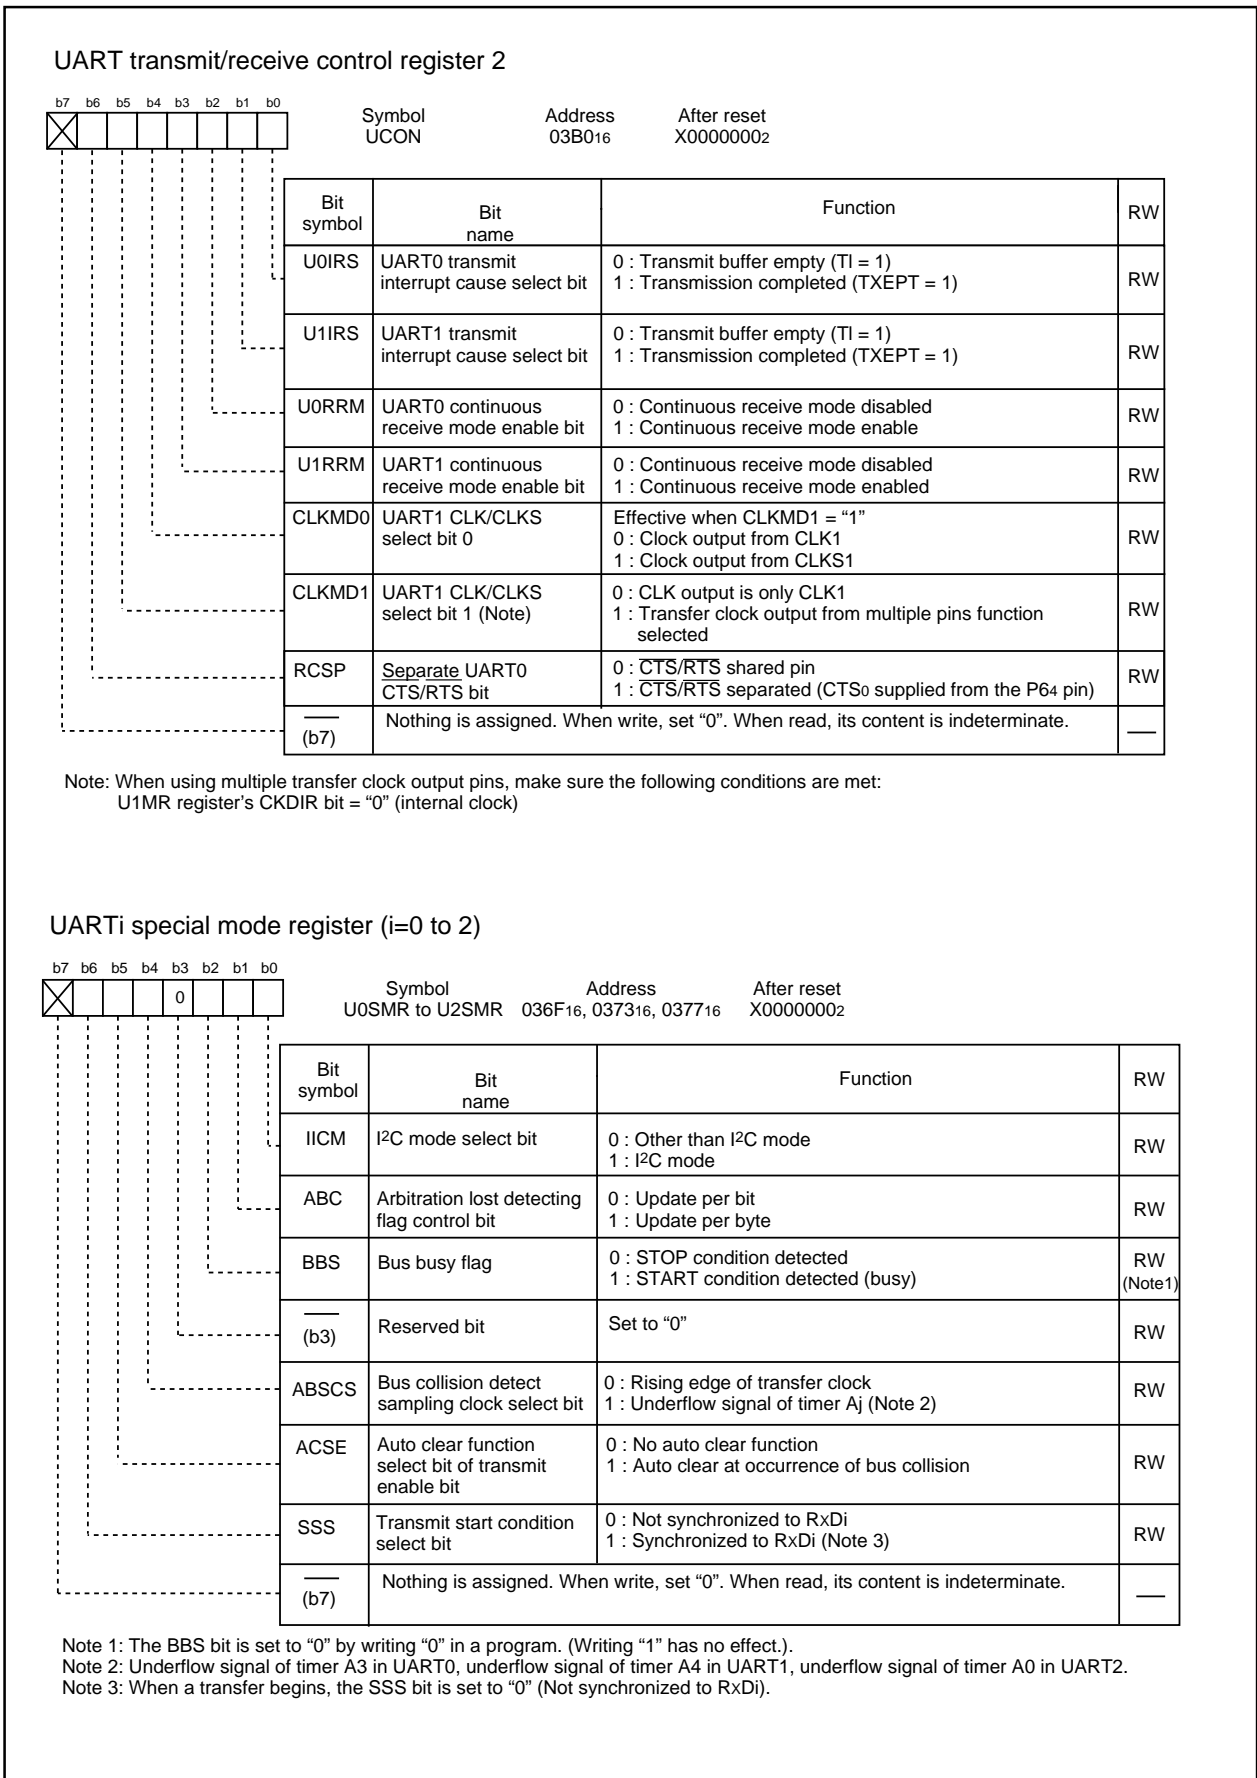 UART transmit/receive control register 2
b7 b6 b5 b4 b3 b2 b1 b0
Symbol Address After reset
UCON 03B016 X00000002
Bit symbol Bit name Function RW
U0IRS UART0 transmit interrupt cause select bit 0 : Transmit buffer empty (Tl = 1) RW
1 : Transmission completed (TXEPT = 1)
U1IRS UART1 transmit interrupt cause select bit 0 : Transmit buffer empty (Tl = 1) RW
1 : Transmission completed (TXEPT = 1)
U0RRM UART0 continuous receive mode enable bit 0 : Continuous receive mode disabled RW
1 : Continuous receive mode enable
U1RRM UART1 continuous receive mode enable bit 0 : Continuous receive mode disabled RW
1 : Continuous receive mode enabled
CLKMD0 UART1 CLK/CLKS select bit 0 Effective when CLKMD1 = “1” RW
0 : Clock output from CLK1
1 : Clock output from CLKS1
CLKMD1 UART1 CLK/CLKS select bit 1 (Note) 0 : CLK output is only CLK1 RW
1 : Transfer clock output from multiple pins function
selected
RCSP Separate UART0 CTS/RTS bit 0 : CTS/RTS shared pin RW
1 : CTS/RTS separated (CTS0 supplied from the P64 pin)
(b7) Nothing is assigned. When write, set “0”. When read, its content is indeterminate. —
Note: When using multiple transfer clock output pins, make sure the following conditions are met:
U1MR register’s CKDIR bit = “0” (internal clock)
UARTi special mode register (i=0 to 2)
b7 b6 b5 b4 b3 b2 b1 b0
0
Symbol Address After reset
U0SMR to U2SMR 036F16, 037316, 037716 X00000002
Bit symbol Bit name Function RW
IICM I2C mode select bit 0 : Other than I2C mode RW
1 : I2C mode
ABC Arbitration lost detecting flag control bit 0 : Update per bit RW
1 : Update per byte
BBS Bus busy flag 0 : STOP condition detected RW (Note1)
1 : START condition detected (busy)
(b3) Reserved bit Set to “0” RW
ABSCS Bus collision detect sampling clock select bit 0 : Rising edge of transfer clock RW
1 : Underflow signal of timer Aj (Note 2)
ACSE Auto clear function select bit of transmit enable bit 0 : No auto clear function RW
1 : Auto clear at occurrence of bus collision
SSS Transmit start condition select bit 0 : Not synchronized to RxDi RW
1 : Synchronized to RxDi (Note 3)
(b7) Nothing is assigned. When write, set “0”. When read, its content is indeterminate. —
Note 1: The BBS bit is set to “0” by writing “0” in a program. (Writing “1” has no effect.).
Note 2: Underflow signal of timer A3 in UART0, underflow signal of timer A4 in UART1, underflow signal of timer A0 in UART2.
Note 3: When a transfer begins, the SSS bit is set to “0” (Not synchronized to RxDi).